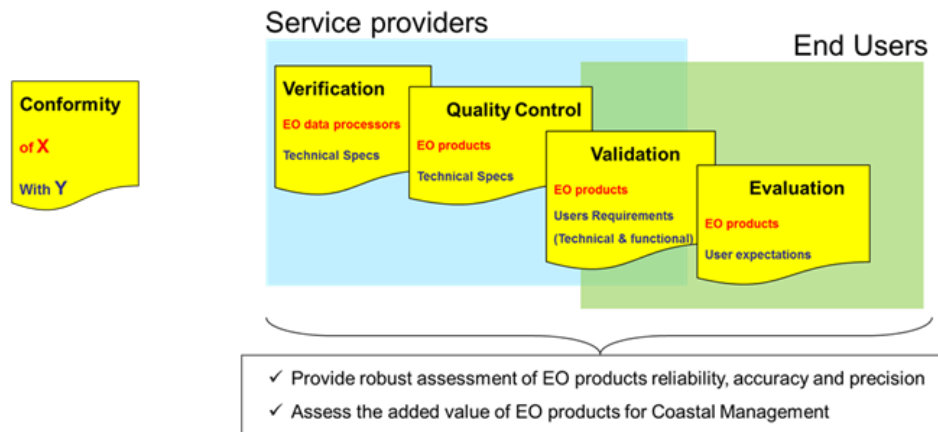 Service providers
End Users
Conformity
of X
With Y
Verification
EO data processors
Technical Specs
Quality Control
EO products
Technical Specs
Validation
EO products
Users Requirements
(Technical & functional)
Evaluation
EO products
User expectations
✓ Provide robust assessment of EO products reliability, accuracy and precision
✓ Assess the added value of EO products for Coastal Management